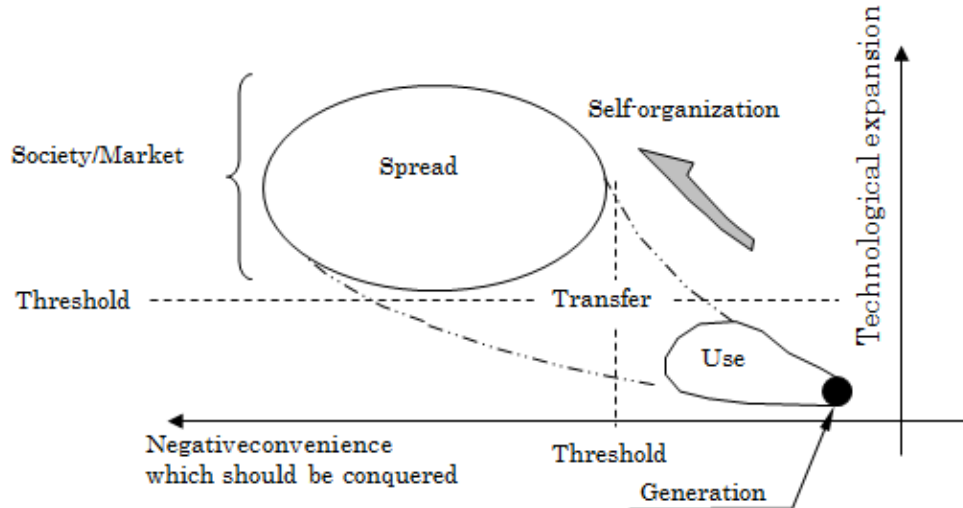 Technological expansion
Self-organization
Society/Market
Spread
Threshold
Transfer
Use
Negativeconvenience
which should be conquered
Threshold
Generation